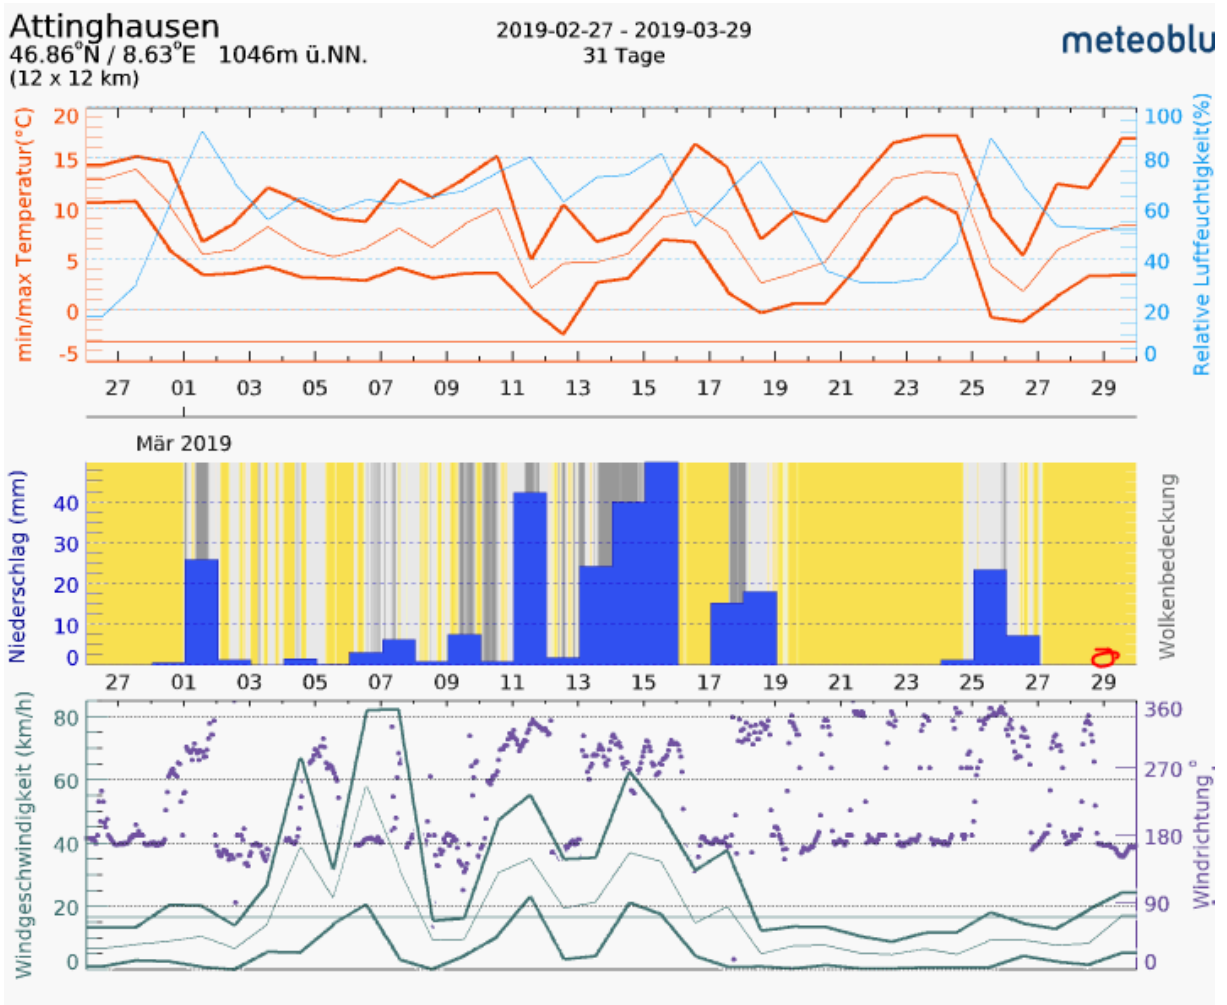 Attinghausen
46.86°N / 8.63°E 1046m ü.NN.
(12 x 12 km)
2019-02-27 - 2019-03-29
31 Tage
meteoblu
min/max Temperatur(°C)
20
15
10
5
0
-5
100
80
60
40
20
0
Relative Luftfeuchtigkeit(%)
27 01 03 05 07 09 11 13 15 17 19 21 23 25 27 29
Mär 2019
Niederschlag (mm)
40
30
20
10
0
Wolkenbedeckung
27 01 03 05 07 09 11 13 15 17 19 21 23 25 27 29
Windgeschwindigkeit (km/h)
80
60
40
20
0
360
270
180
90
0
Windrichtung °